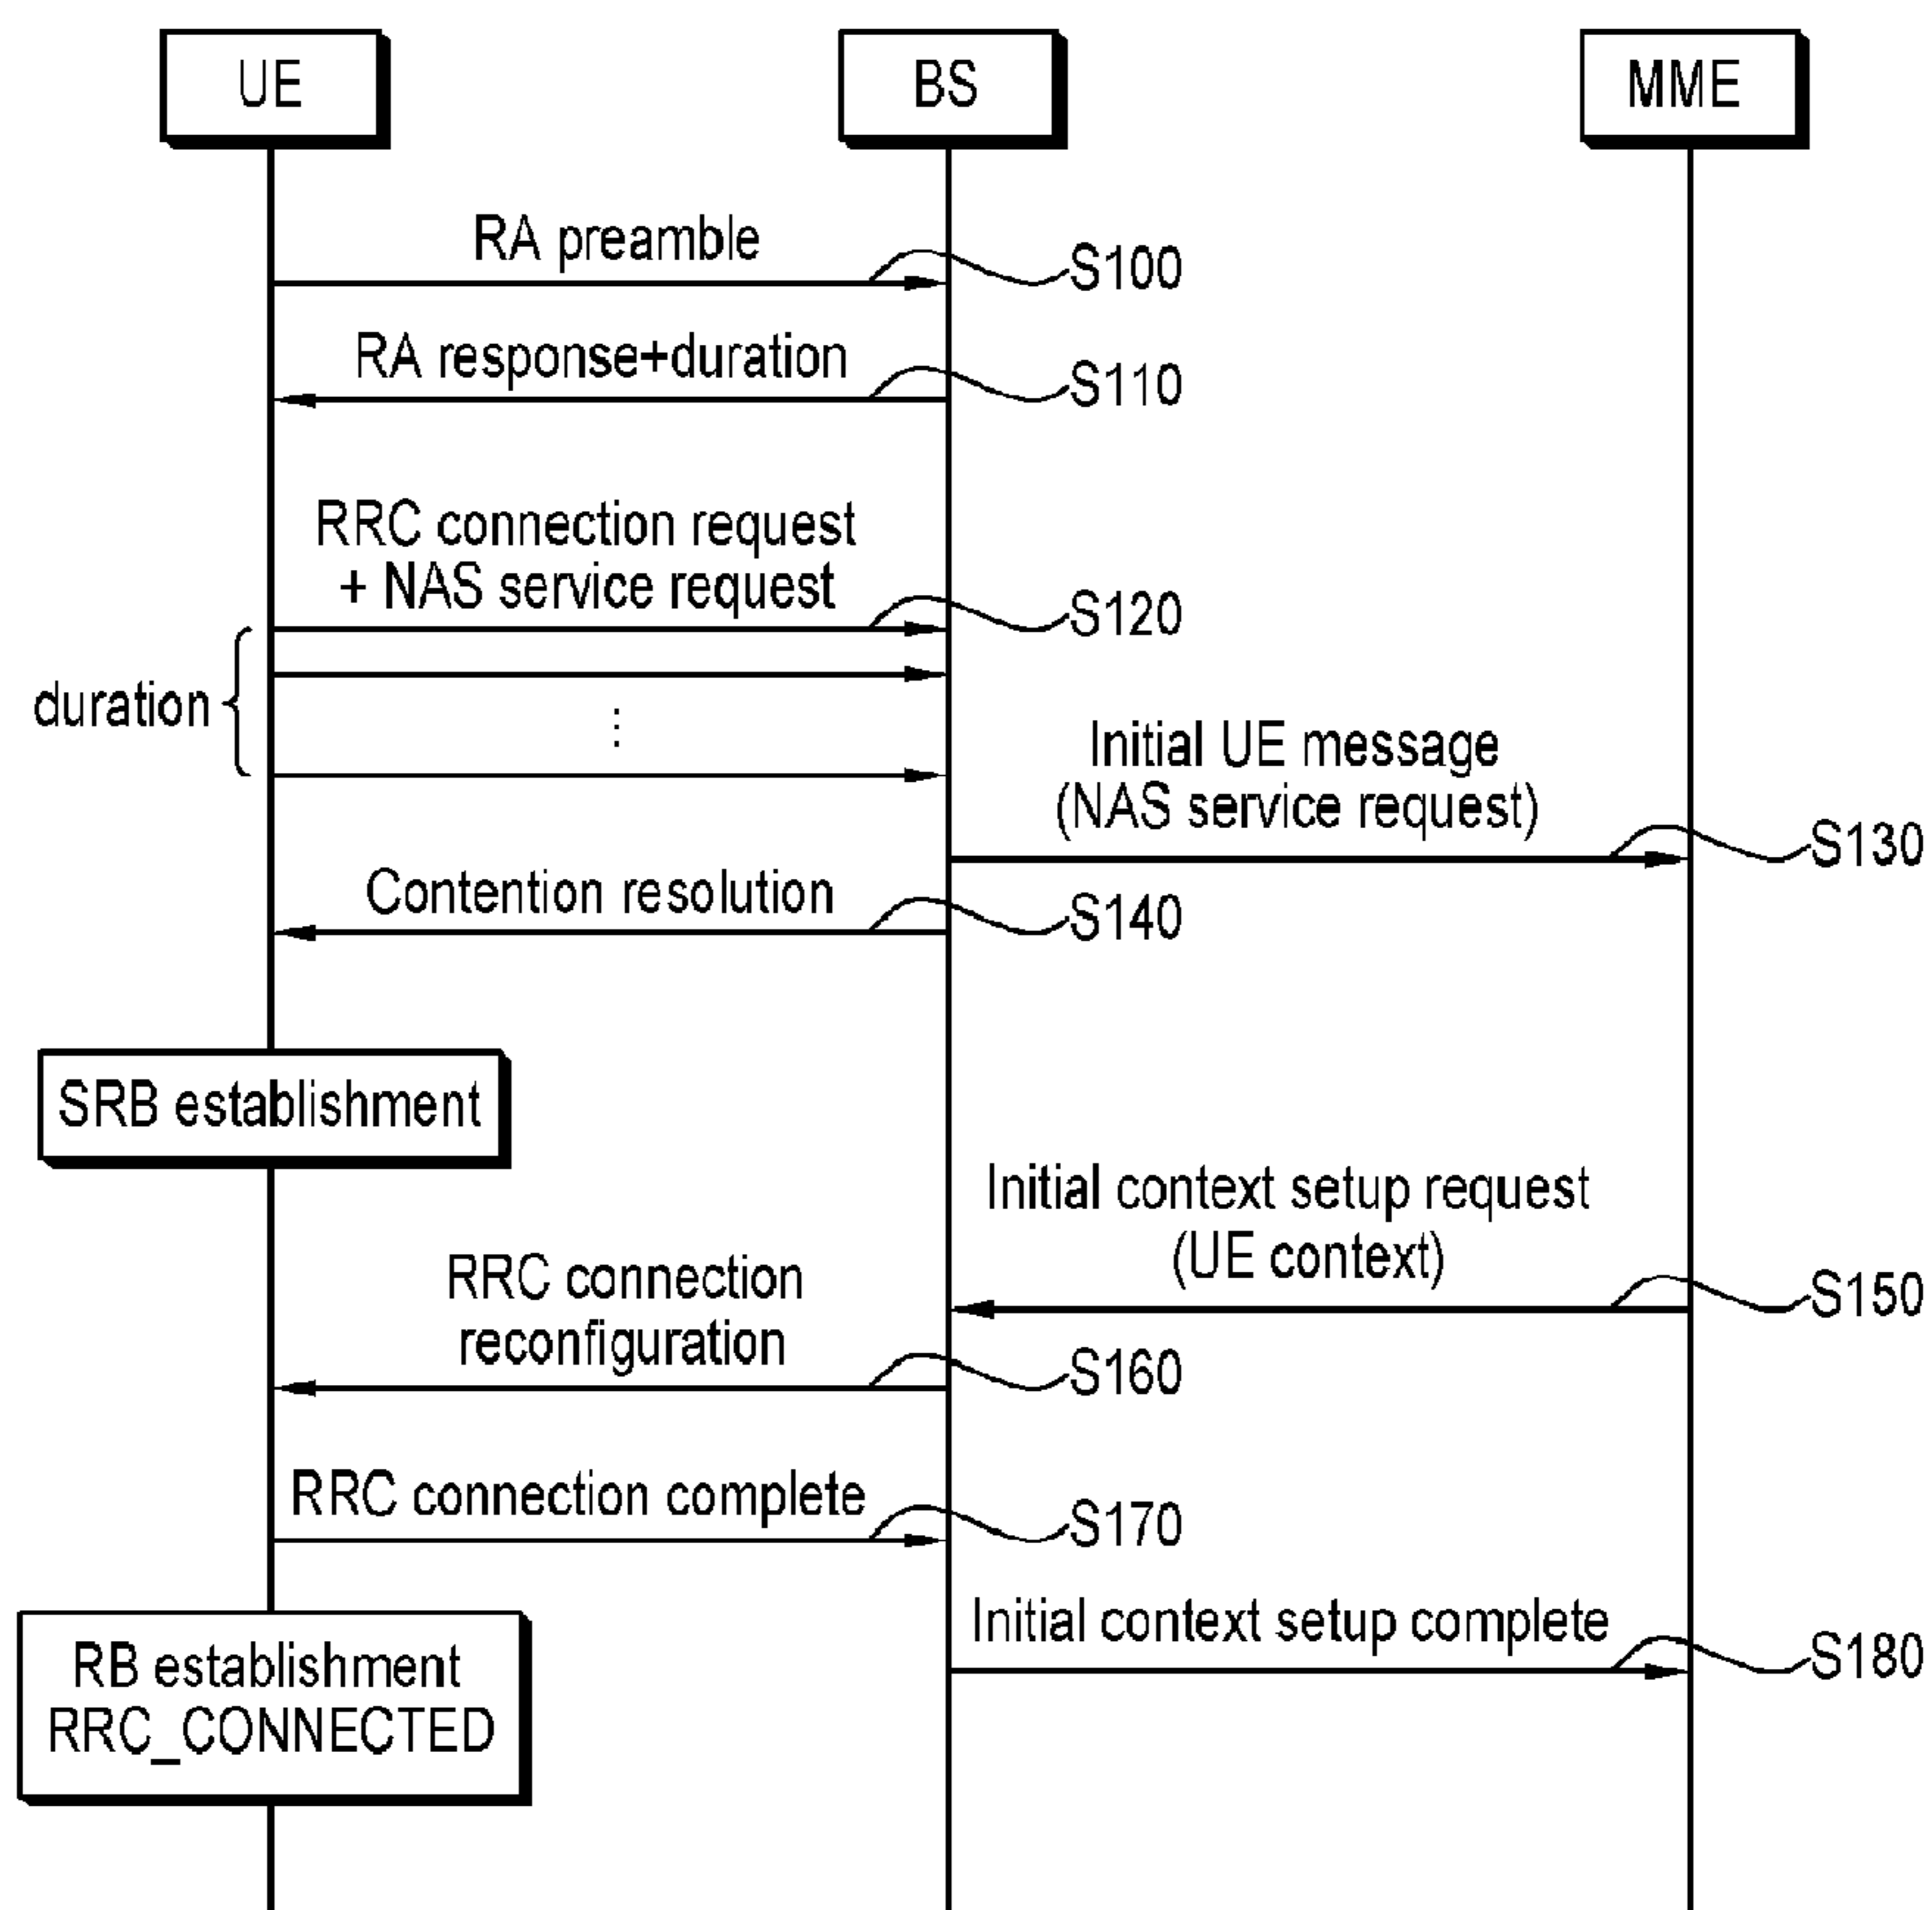 UE
BS
MME
RA preamble
S100
RA response+duration
S110
RRC connection request
+ NAS service request
S120
duration
Initial UE message
(NAS service request)
S130
Contention resolution
S140
SRB establishment
Initial context setup request
(UE context)
S150
RRC connection
reconfiguration
S160
RRC connection complete
S170
Initial context setup complete
S180
RB establishment
RRC_CONNECTED